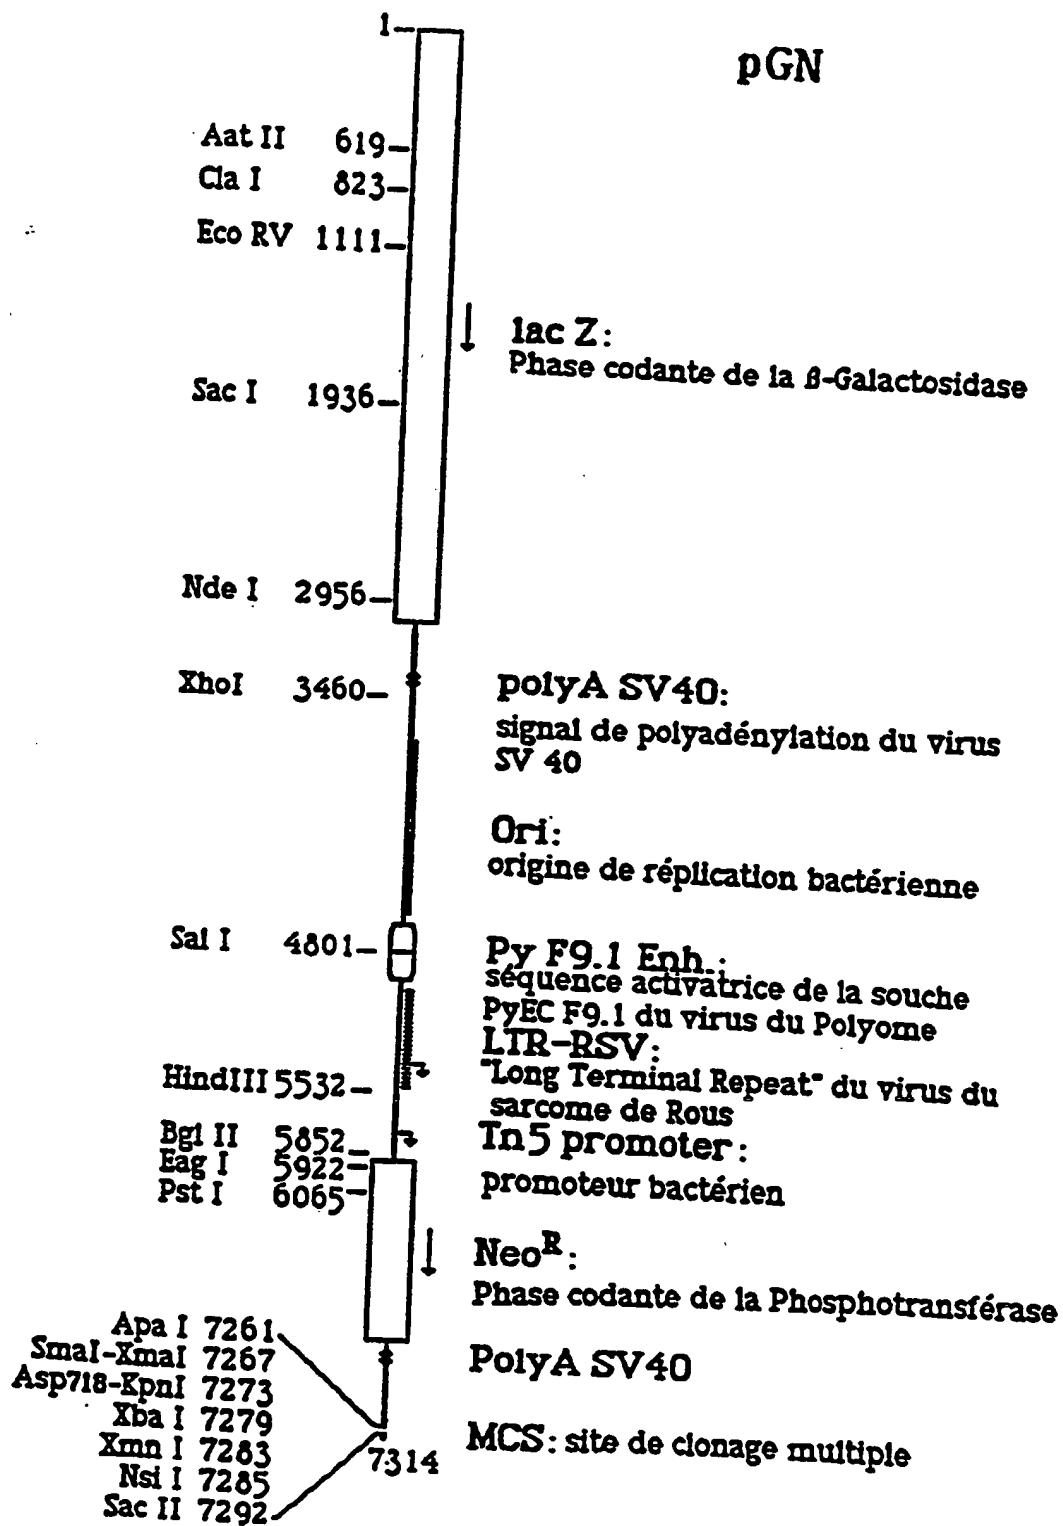 1
pGN
Aat II 619
Cla I 823
Eco RV 1111
lac Z:
Phase codante de la β-Galactosidase
Sac I 1936
Nde I 2956
XhoI 3460
polyA SV40:
signal de polyadénylation du virus
SV 40
Ori:
origine de réplication bactérienne
Sal I 4801
Py F9.1 Enh.:
séquence activatrice de la souche
PyEC F9.1 du virus du Polyome
LTR-RSV:
"Long Terminal Repeat" du virus du
sarcome de Rous
HindIII 5532
Bgl II 5852
Eag I 5922
Pst I 6065
Tn5 promoter:
promoteur bactérien
Neo^R:
Phase codante de la Phosphotransférase
Apa I 7261
SmaI-XmaI 7267
Asp718-KpnI 7273
Xba I 7279
Xmn I 7283
Nsi I 7285
Sac II 7292
PolyA SV40
7314
MCS: site de clonage multiple